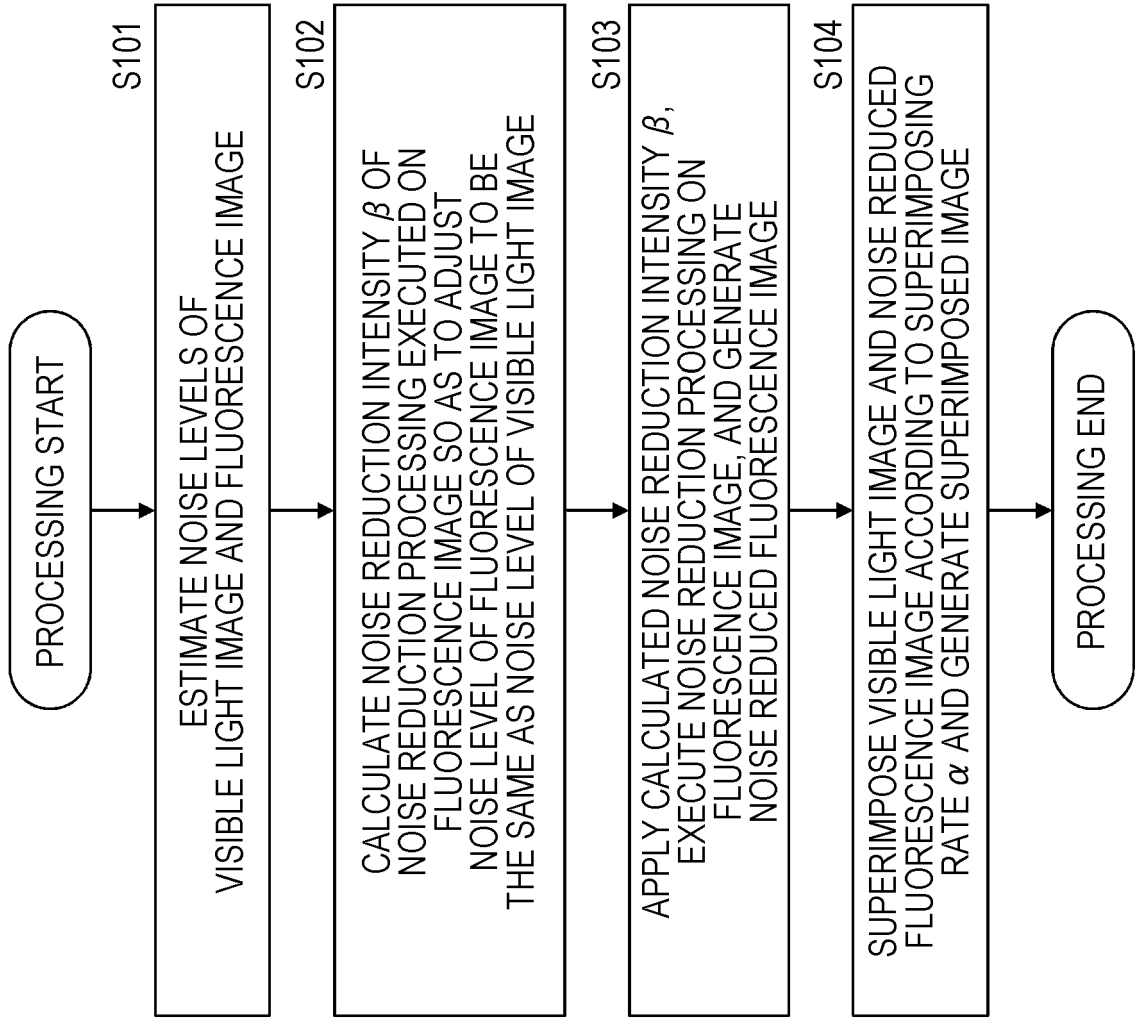 PROCESSING START
S101
ESTIMATE NOISE LEVELS OF
VISIBLE LIGHT IMAGE AND FLUORESCENCE IMAGE
S102
CALCULATE NOISE REDUCTION INTENSITY β OF
NOISE REDUCTION PROCESSING EXECUTED ON
FLUORESCENCE IMAGE SO AS TO ADJUST
NOISE LEVEL OF FLUORESCENCE IMAGE TO BE
THE SAME AS NOISE LEVEL OF VISIBLE LIGHT IMAGE
S103
APPLY CALCULATED NOISE REDUCTION INTENSITY β,
EXECUTE NOISE REDUCTION PROCESSING ON
FLUORESCENCE IMAGE, AND GENERATE
NOISE REDUCED FLUORESCENCE IMAGE
S104
SUPERIMPOSE VISIBLE LIGHT IMAGE AND NOISE REDUCED
FLUORESCENCE IMAGE ACCORDING TO SUPERIMPOSING
RATE α AND GENERATE SUPERIMPOSED IMAGE
PROCESSING END